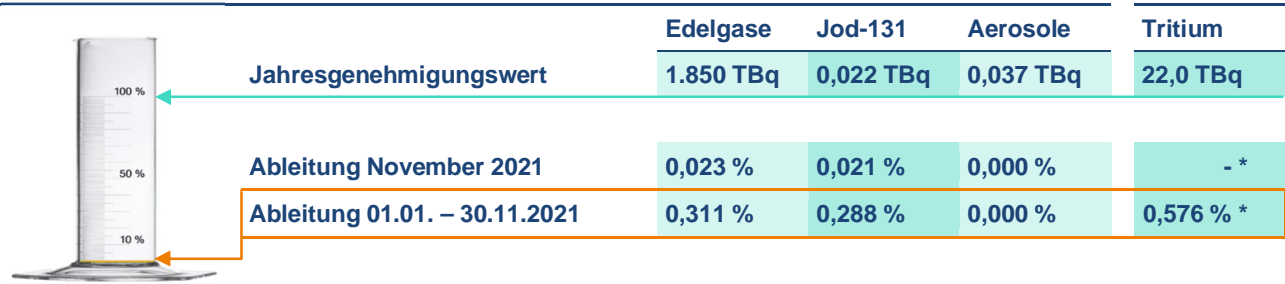 Edelgase Jod-131 Aerosole Tritium
Jahresgenehmigungswert 1.850 TBq 0,022 TBq 0,037 TBq 22,0 TBq
100 %
Ableitung November 2021 0,023 % 0,021 % 0,000 % - *
50 %
Ableitung 01.01. – 30.11.2021 0,311 % 0,288 % 0,000 % 0,576 % *
10 %